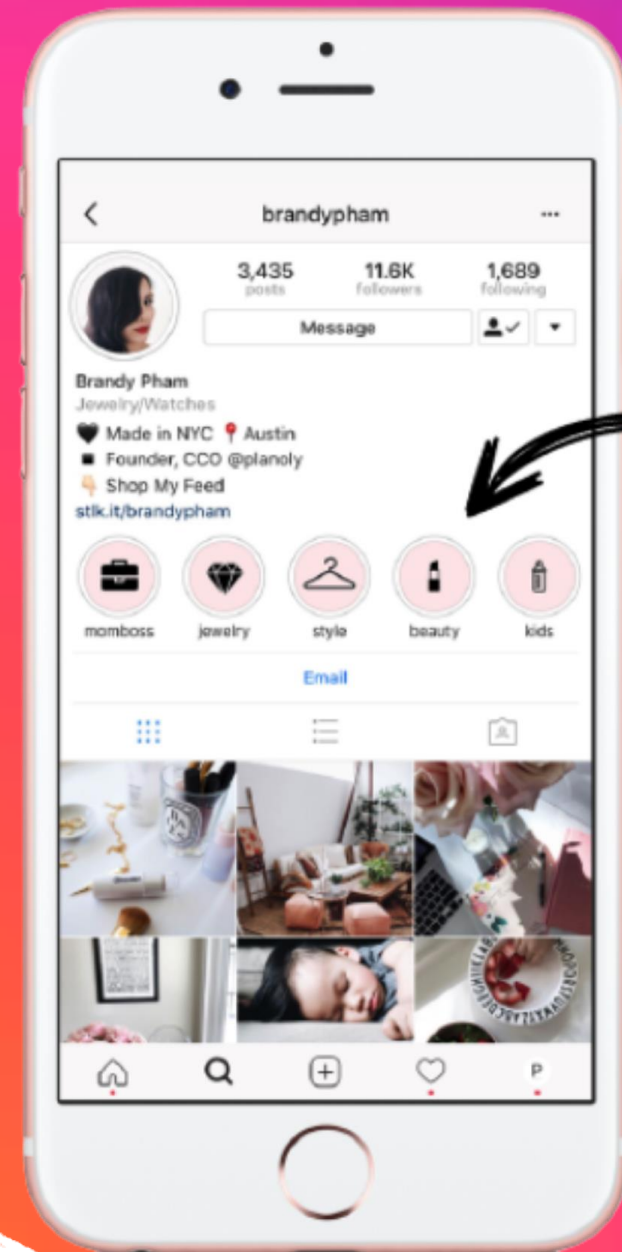 brandypham
3,435 11.6K 1,689
posts followers following
Message
Brandy Pham
Jewelry/Watches
🖤 Made in NYC 📍 Austin
▪️ Founder, CCO @planoly
👇🏻 Shop My Feed
stlk.it/brandypham
momboss jewelry style beauty kids
Email
P